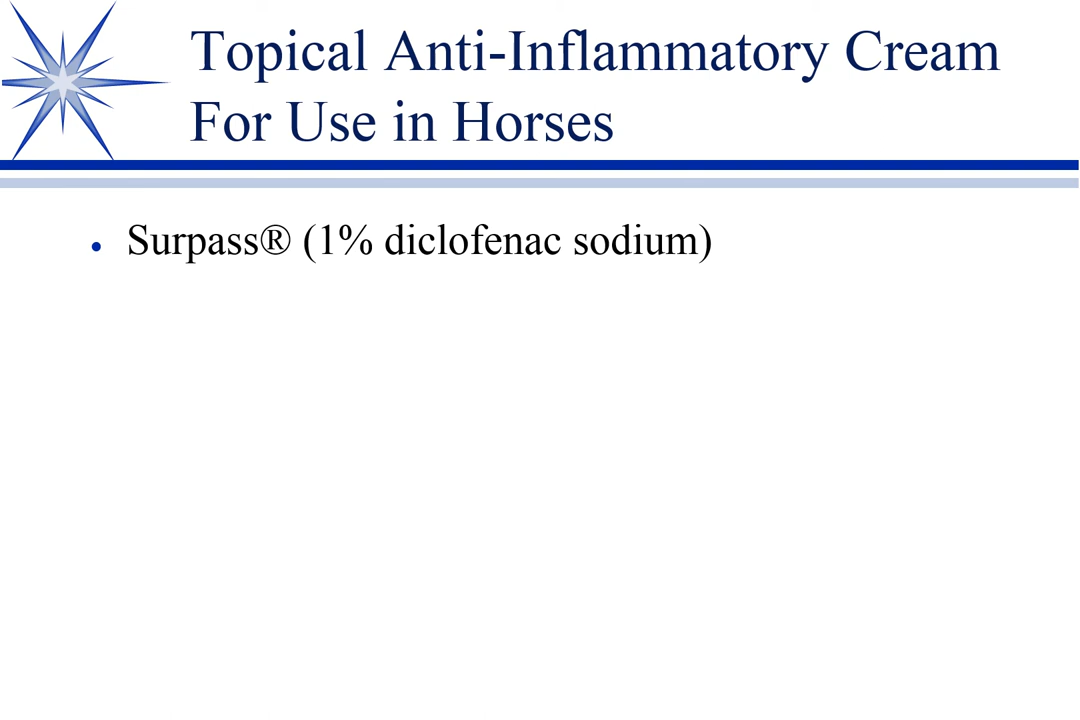 Topical Anti-Inflammatory Cream
For Use in Horses
• Surpass® (1% diclofenac sodium)